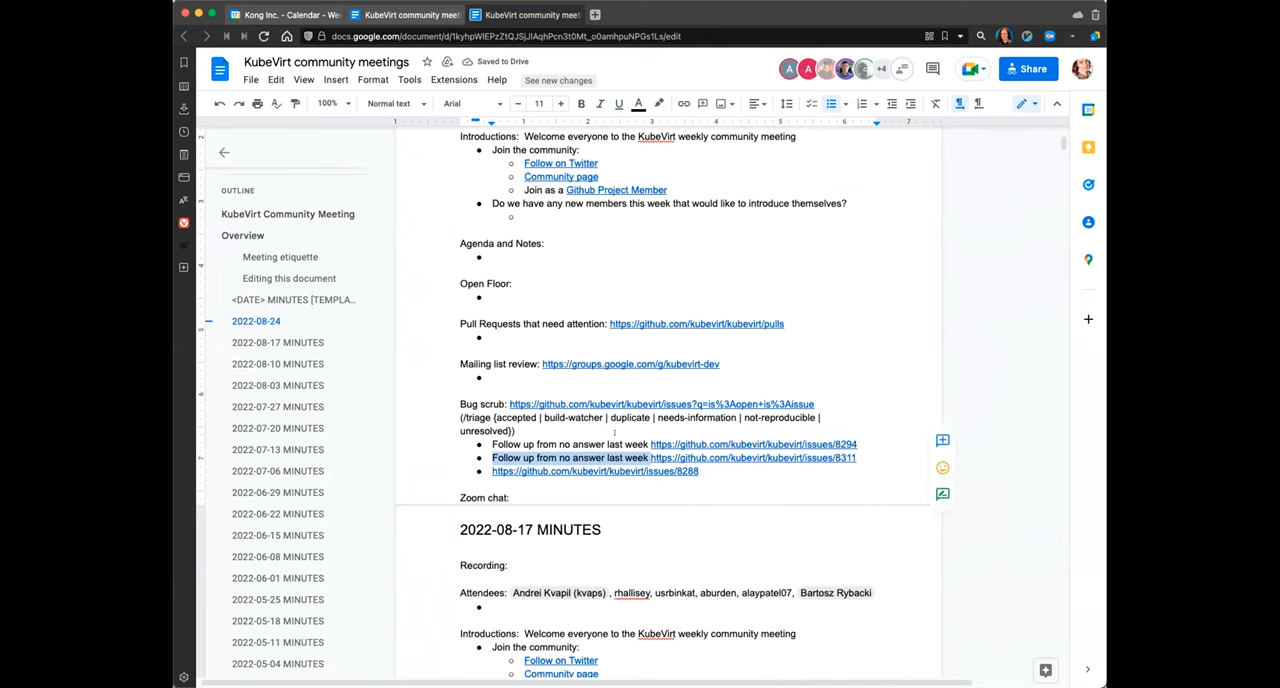 Kong Inc. - Calendar - We
KubeVirt community meet
KubeVirt community meet
docs.google.com/document/d/1kyhpWlEPzZtQJSjJlAqhPcn3t0Mt_o0amhpuNPGs1Ls/edit
KubeVirt community meetings
Saved to Drive
A A +4
Share
File Edit View Insert Format Tools Extensions Help See new changes
100% Normal text Arial 11 B I U A
1 1 2 3 4 5 6 7
OUTLINE
KubeVirt Community Meeting
Overview
Meeting etiquette
Editing this document
<DATE> MINUTES [TEMPLA...
2022-08-24
2022-08-17 MINUTES
2022-08-10 MINUTES
2022-08-03 MINUTES
2022-07-27 MINUTES
2022-07-20 MINUTES
2022-07-13 MINUTES
2022-07-06 MINUTES
2022-06-29 MINUTES
2022-06-22 MINUTES
2022-06-15 MINUTES
2022-06-08 MINUTES
2022-06-01 MINUTES
2022-05-25 MINUTES
2022-05-18 MINUTES
2022-05-11 MINUTES
2022-05-04 MINUTES
Introductions: Welcome everyone to the KubeVirt weekly community meeting
Join the community:
Follow on Twitter
Community page
Join as a Github Project Member
Do we have any new members this week that would like to introduce themselves?
Agenda and Notes:
Open Floor:
Pull Requests that need attention: https://github.com/kubevirt/kubevirt/pulls
Mailing list review: https://groups.google.com/g/kubevirt-dev
Bug scrub: https://github.com/kubevirt/kubevirt/issues?q=is%3Aopen+is%3Aissue
(/triage {accepted | build-watcher | duplicate | needs-information | not-reproducible |
unresolved})
Follow up from no answer last week https://github.com/kubevirt/kubevirt/issues/8294
Follow up from no answer last week https://github.com/kubevirt/kubevirt/issues/8311
https://github.com/kubevirt/kubevirt/issues/8288
Zoom chat:
2022-08-17 MINUTES
Recording:
Attendees: Andrei Kvapil (kvaps) , rhallisey, usrbinkat, aburden, alaypatel07, Bartosz Rybacki
Introductions: Welcome everyone to the KubeVirt weekly community meeting
Join the community:
Follow on Twitter
Community page